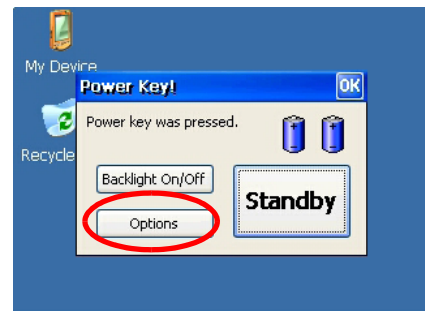 My Device
Power Key!
OK
Power key was pressed.
Recycle
Backlight On/Off
Standby
Options